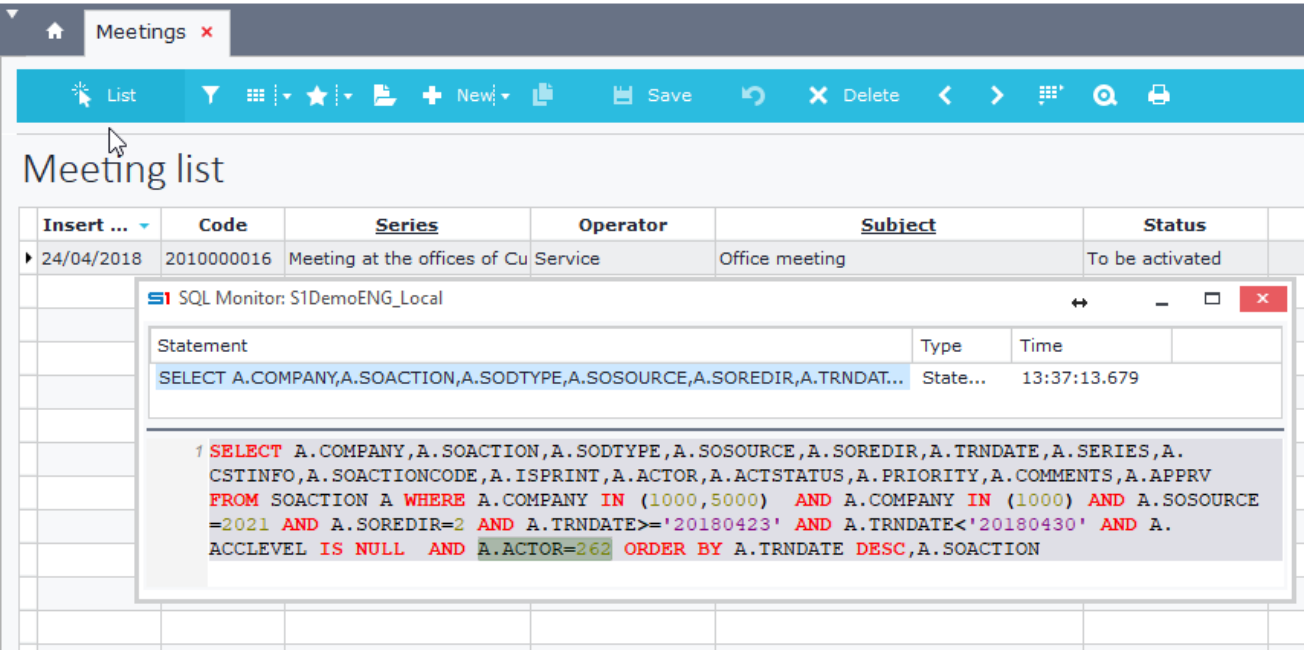 Meetings
List New Save Delete
Meeting list
Insert ... Code Series Operator Subject Status
24/04/2018 2010000016 Meeting at the offices of Cu Service Office meeting To be activated
S1 SQL Monitor: S1DemoENG_Local
Statement Type Time
SELECT A.COMPANY,A.SOACTION,A.SODTYPE,A.SOSOURCE,A.SOREDIR,A.TRNDAT... State... 13:37:13.679
1 SELECT A.COMPANY,A.SOACTION,A.SODTYPE,A.SOSOURCE,A.SOREDIR,A.TRNDATE,A.SERIES,A.
CSTINFO,A.SOACTIONCODE,A.ISPRINT,A.ACTOR,A.ACTSTATUS,A.PRIORITY,A.COMMENTS,A.APPRV
FROM SOACTION A WHERE A.COMPANY IN (1000,5000) AND A.COMPANY IN (1000) AND A.SOSOURCE
=2021 AND A.SOREDIR=2 AND A.TRNDATE>='20180423' AND A.TRNDATE<'20180430' AND A.
ACCLEVEL IS NULL AND A.ACTOR=262 ORDER BY A.TRNDATE DESC,A.SOACTION